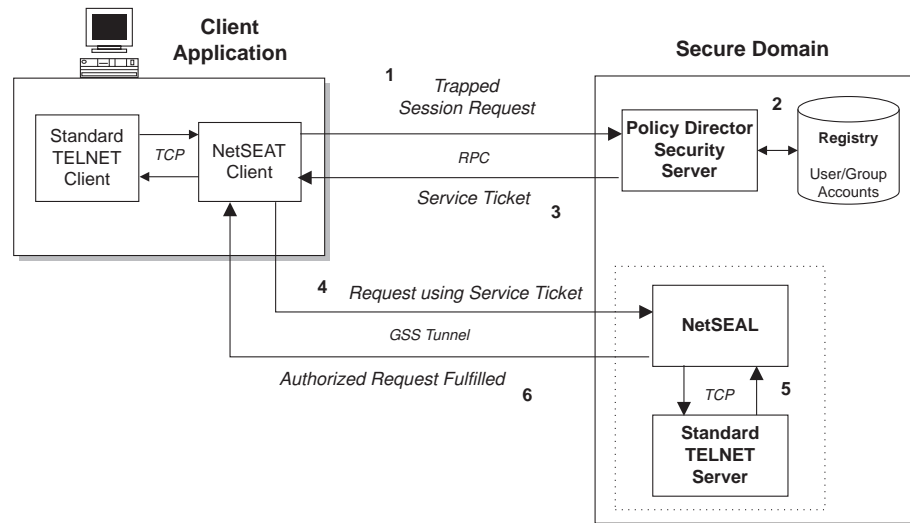 Client
Application
Secure Domain
1
Trapped
Session Request
2
Standard
TELNET
Client
TCP
NetSEAT
Client
RPC
Policy Director
Security
Server
Registry
User/Group
Accounts
Service Ticket
3
4
Request using Service Ticket
GSS Tunnel
NetSEAL
Authorized Request Fulfilled
6
TCP
5
Standard
TELNET
Server